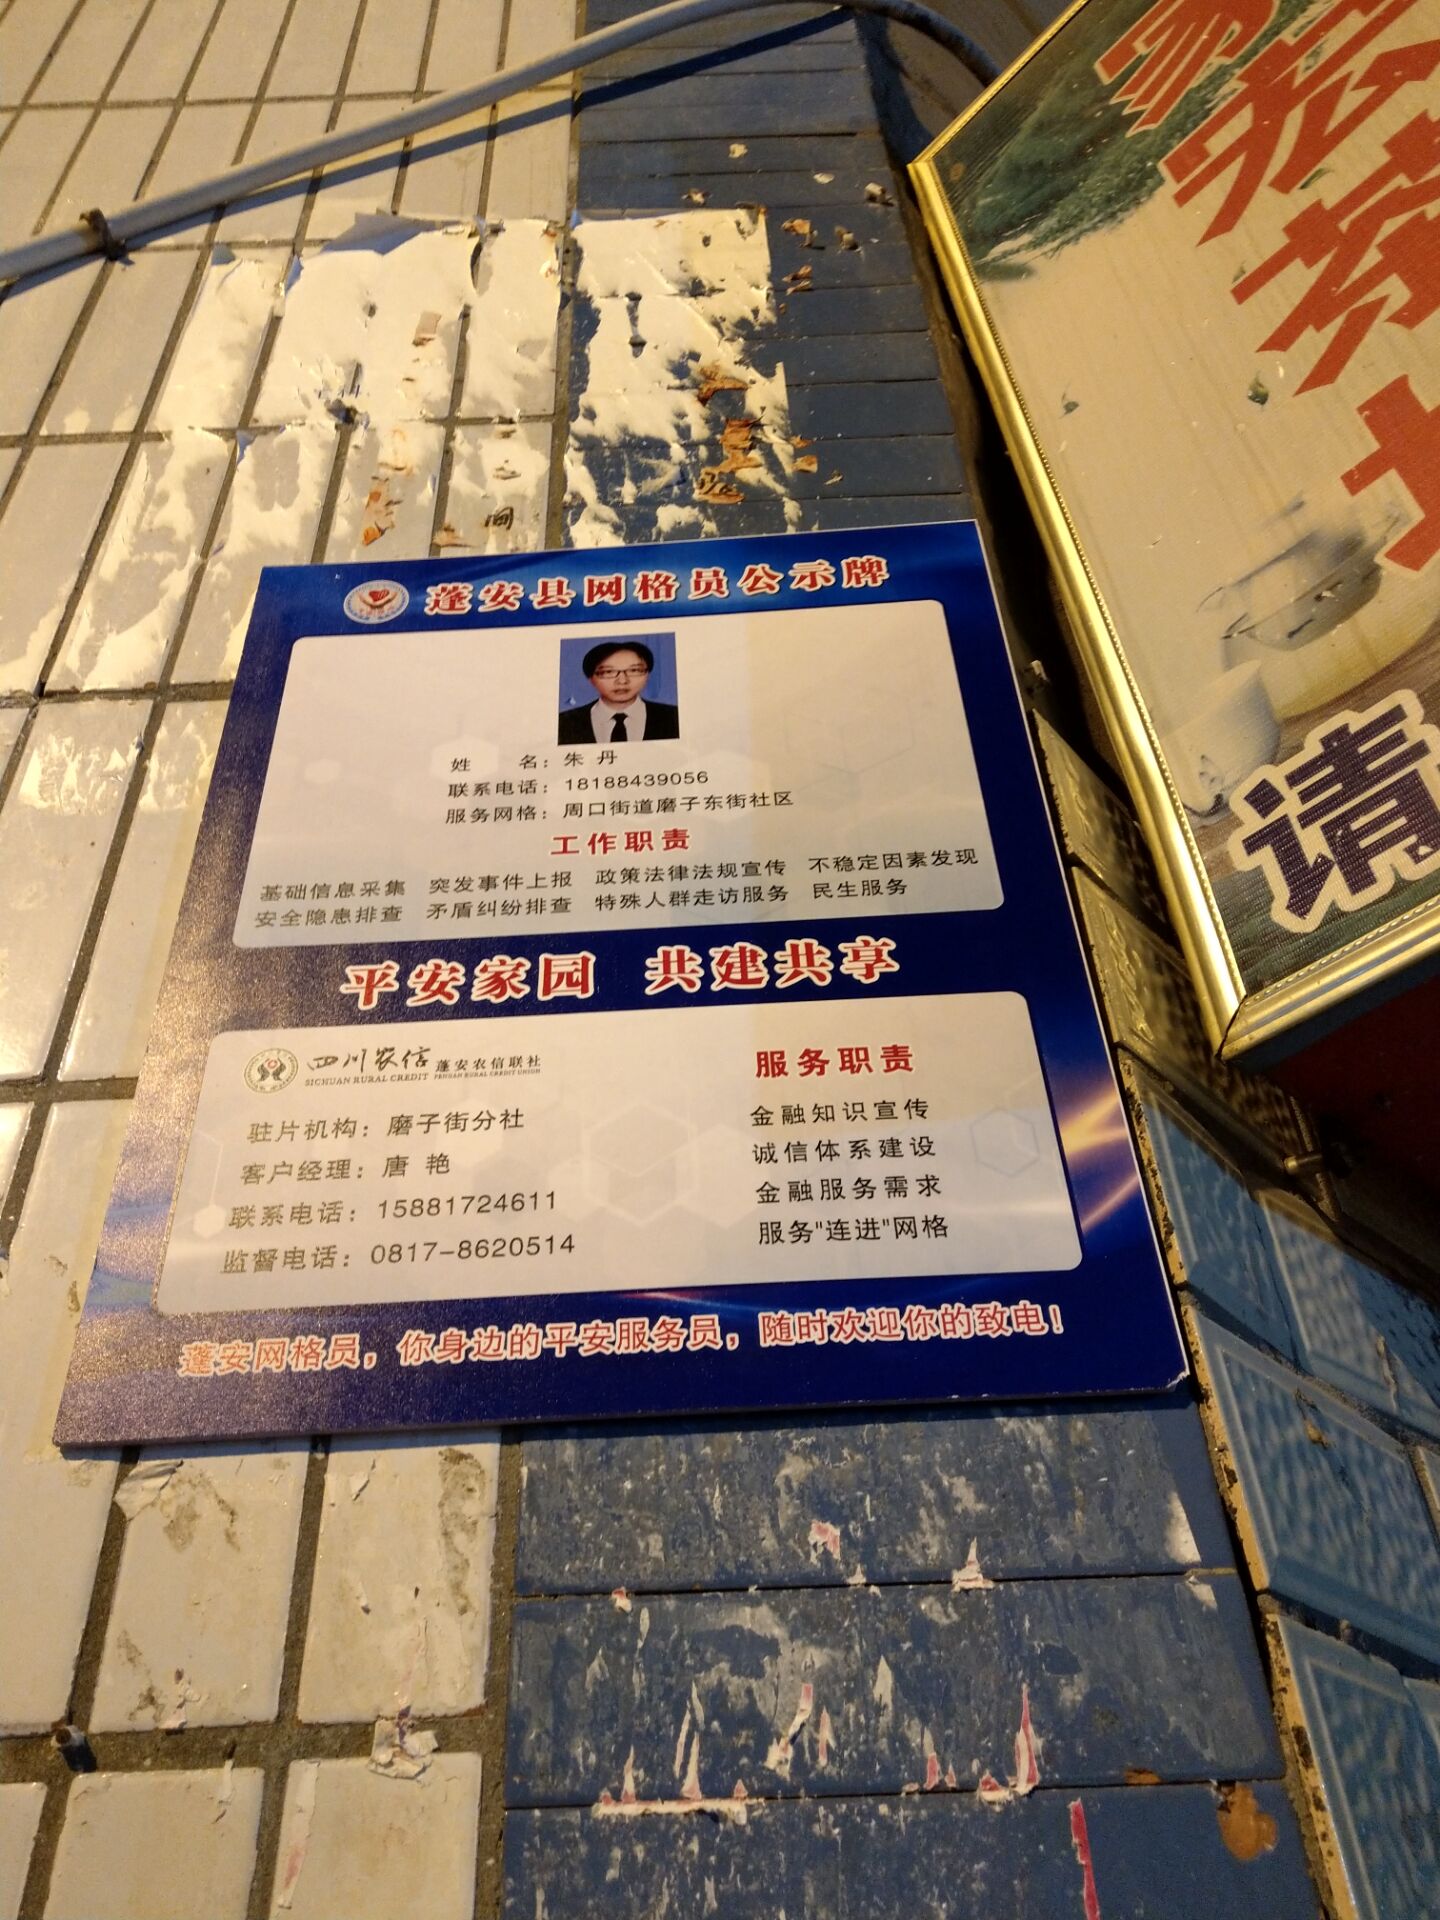 蓬安县网格员公示牌
姓 名：朱 丹
联系电话：18188439056
服务网格：周口街道磨子东街社区
工作职责
基础信息采集 突发事件上报 政策法律法规宣传 不稳定因素发现
安全隐患排查 矛盾纠纷排查 特殊人群走访服务 民生服务
平安家园 共建共享
四川农信 蓬安农信联社
SICHUAN RURAL CREDIT PENGAN RURAL CREDIT UNION
驻片机构：磨子街分社
客户经理：唐 艳
联系电话：15881724611
监督电话：0817-8620514
服务职责
金融知识宣传
诚信体系建设
金融服务需求
服务"连进"网格
蓬安网格员，你身边的平安服务员，随时欢迎你的致电！
请